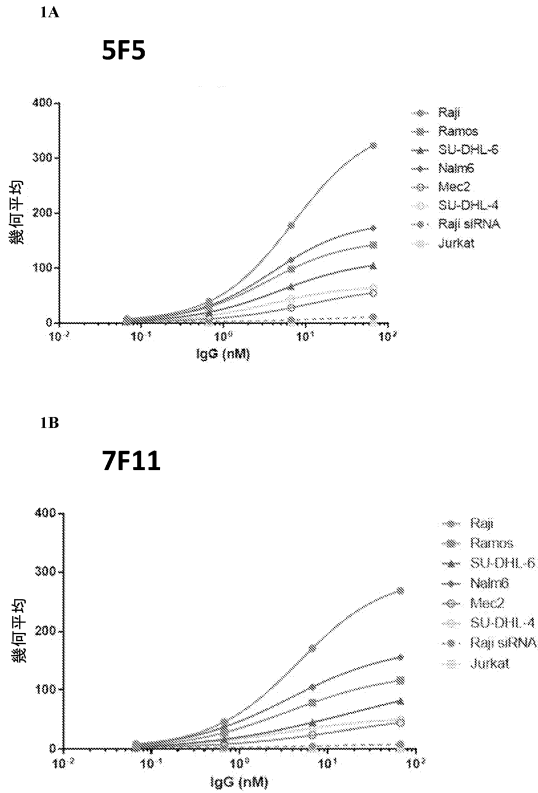 1A
5F5
400
300
200
100
0
幾何平均
10-2
10-1
100
101
102
IgG (nM)
Raji
Ramos
SU-DHL-6
Nalm6
Mec2
SU-DHL-4
Raji siRNA
Jurkat
1B
7F11
400
300
200
100
0
幾何平均
10-2
10-1
100
101
102
IgG (nM)
Raji
Ramos
SU-DHL-6
Nalm6
Mec2
SU-DHL-4
Raji siRNA
Jurkat